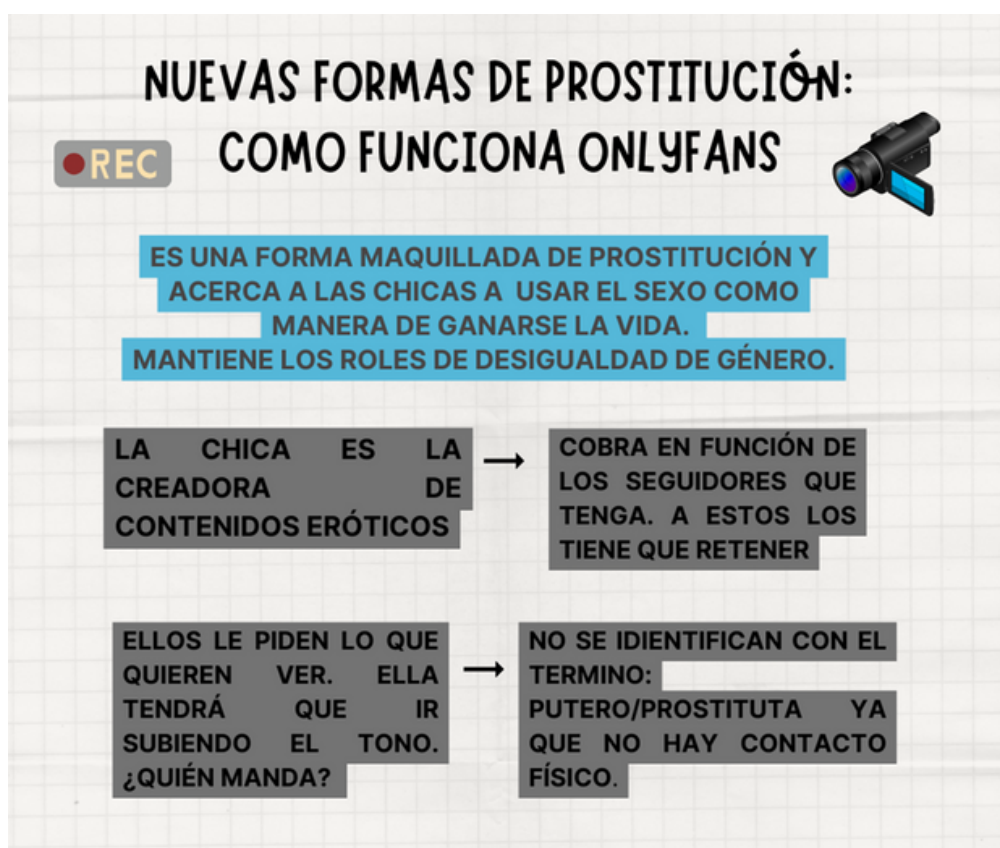 NUEVAS FORMAS DE PROSTITUCIÓN:
COMO FUNCIONA ONLYFANS
REC
ES UNA FORMA MAQUILLADA DE PROSTITUCIÓN Y
ACERCA A LAS CHICAS A USAR EL SEXO COMO
MANERA DE GANARSE LA VIDA.
MANTIENE LOS ROLES DE DESIGUALDAD DE GÉNERO.
LA CHICA ES LA
CREADORA DE
CONTENIDOS ERÓTICOS
COBRA EN FUNCIÓN DE
LOS SEGUIDORES QUE
TENGA. A ESTOS LOS
TIENE QUE RETENER
ELLOS LE PIDEN LO QUE
QUIEREN VER. ELLA
TENDRÁ QUE IR
SUBIENDO EL TONO.
¿QUIÉN MANDA?
NO SE IDIENTIFICAN CON EL
TERMINO:
PUTERO/PROSTITUTA YA
QUE NO HAY CONTACTO
FÍSICO.